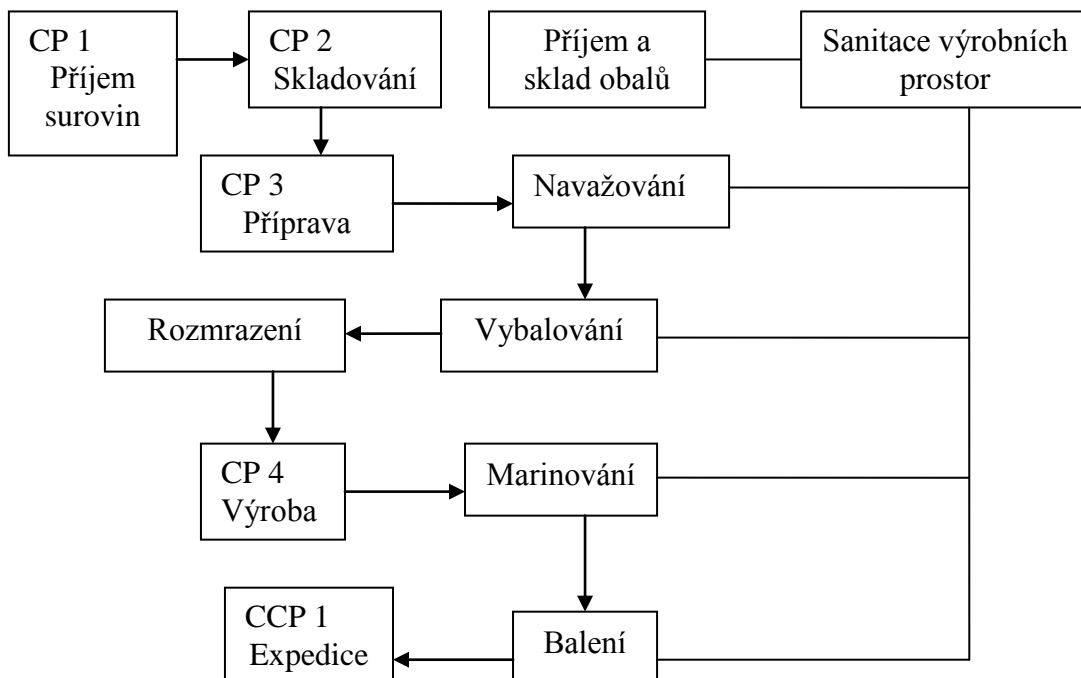 CP 1
Příjem
surovin
CP 2
Skladování
Příjem a
sklad obalů
Sanitace výrobních
prostor
CP 3
Příprava
Navažování
Rozmrazení
Vybalování
CP 4
Výroba
Marinování
CCP 1
Expedice
Balení